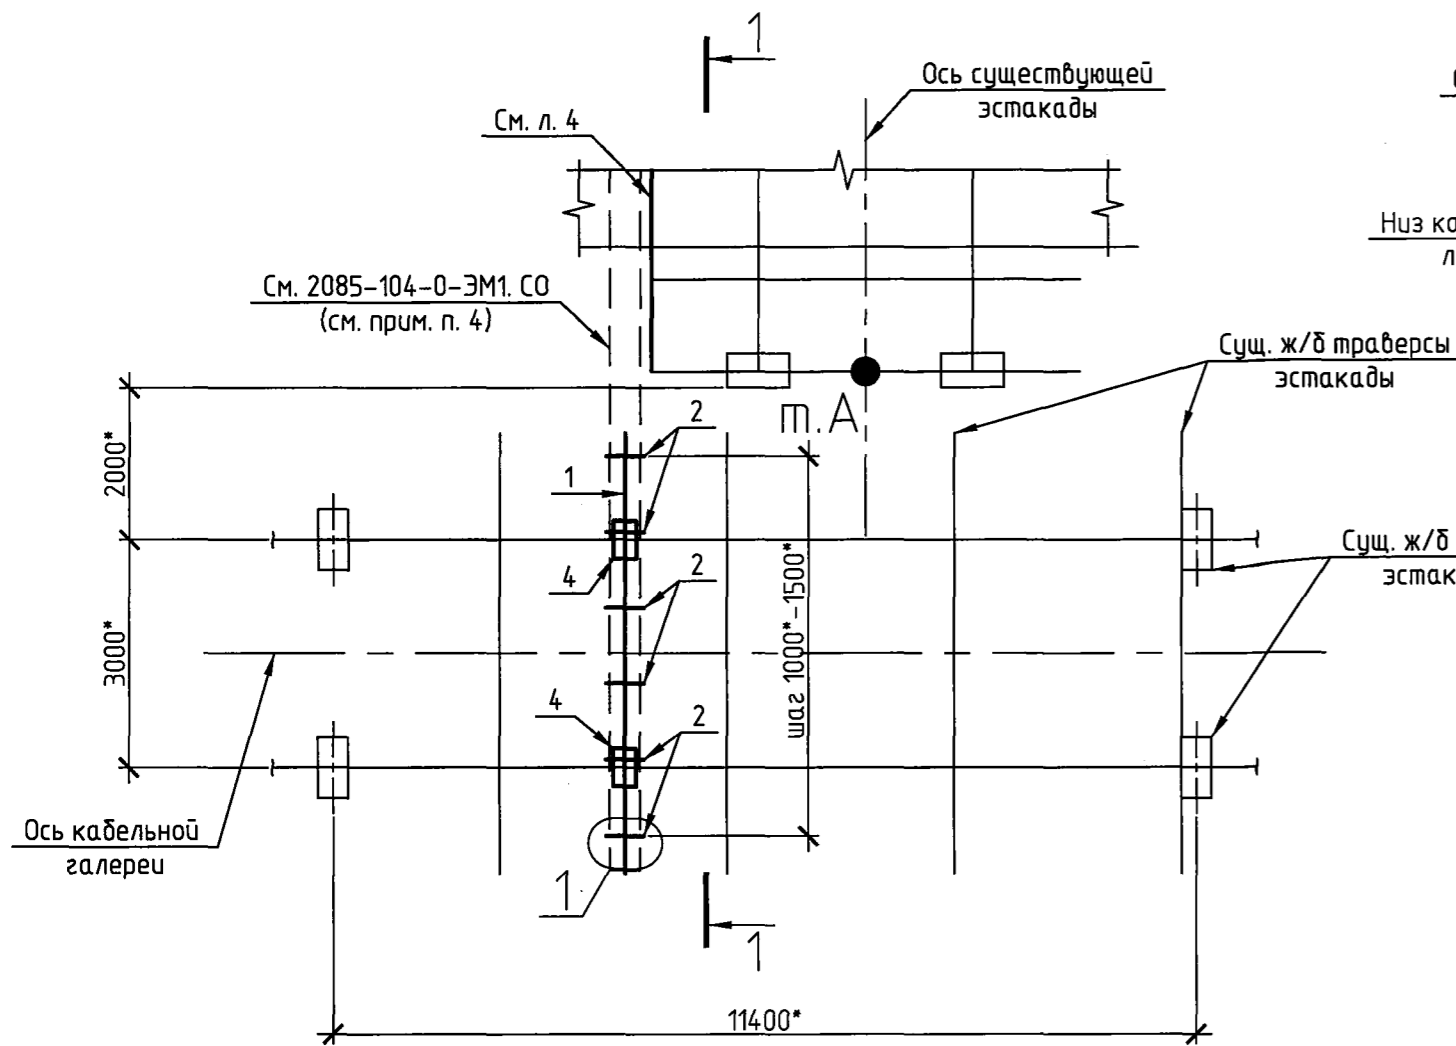 1
Ось существующей
эстакады
См. л. 4
Низ ка
См. 2085-104-0-ЭМ1. СО
(см. прим. п. 4)
Сущ. ж/б траверсы
эстакады
т. А
2
1
2000*
4
2
шаг 1000*-1500*
Сущ. ж/б
эстак
3000*
4
2
Ось кабельной
галереи
1
1
11400*